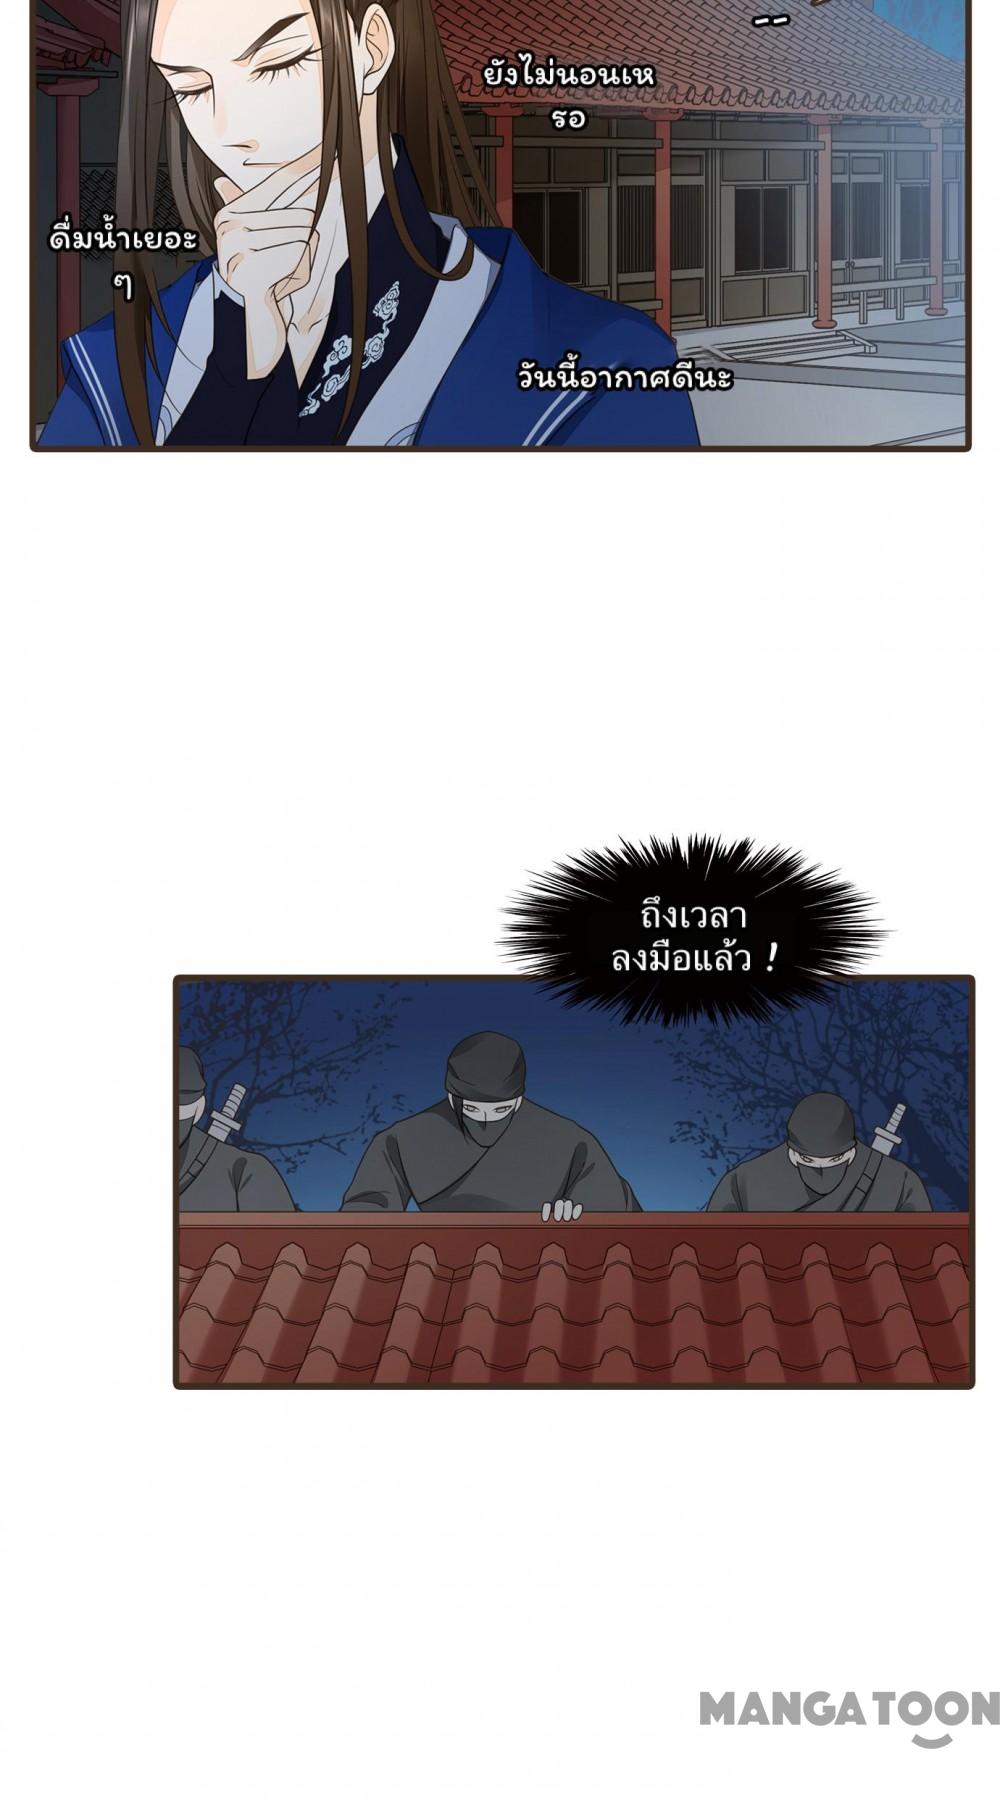 --
ยังไม่นอนเห
รอ
ดื่มน้ำเยอะ
ๆ
วันนี้อากาศดีนะ
ถึงเวลา
ลงมือแล้ว !
MANGATOON